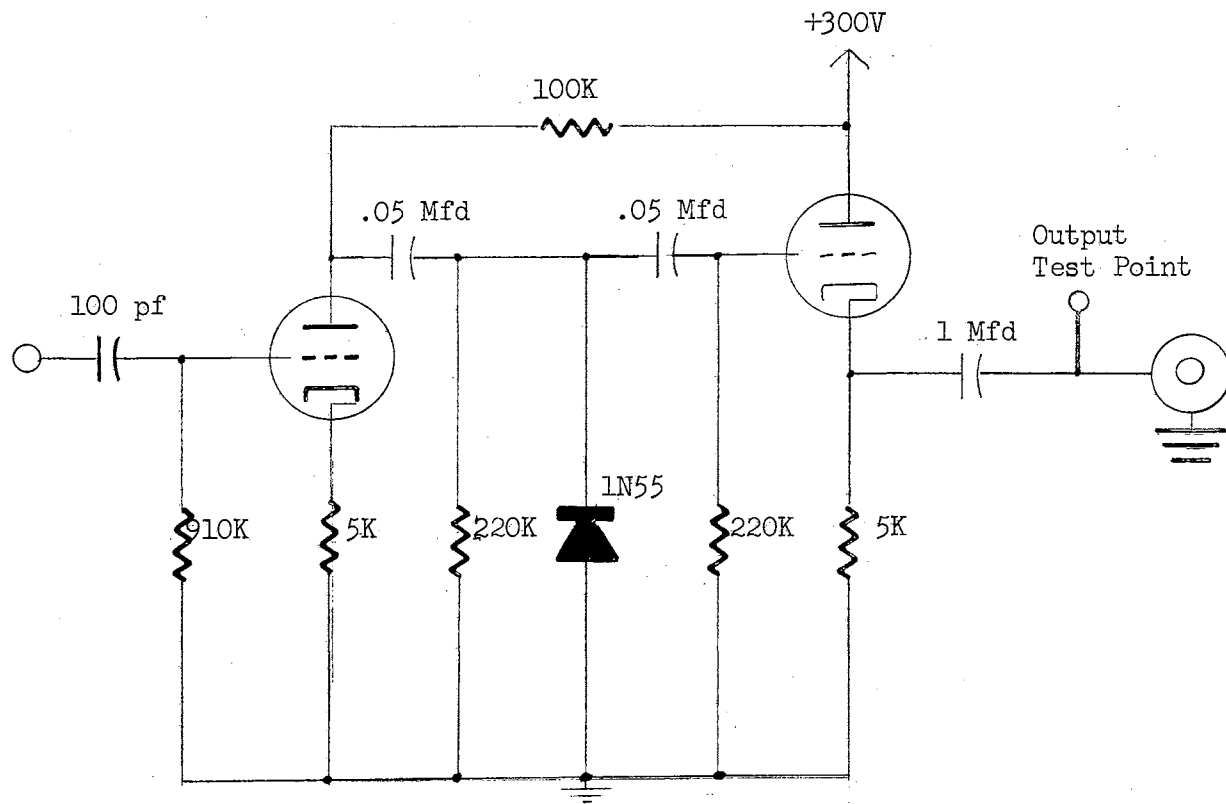 +300V
100K
.05 Mfd
.05 Mfd
Output
Test Point
100 pf
1 Mfd
1N55
910K
5K
220K
220K
5K